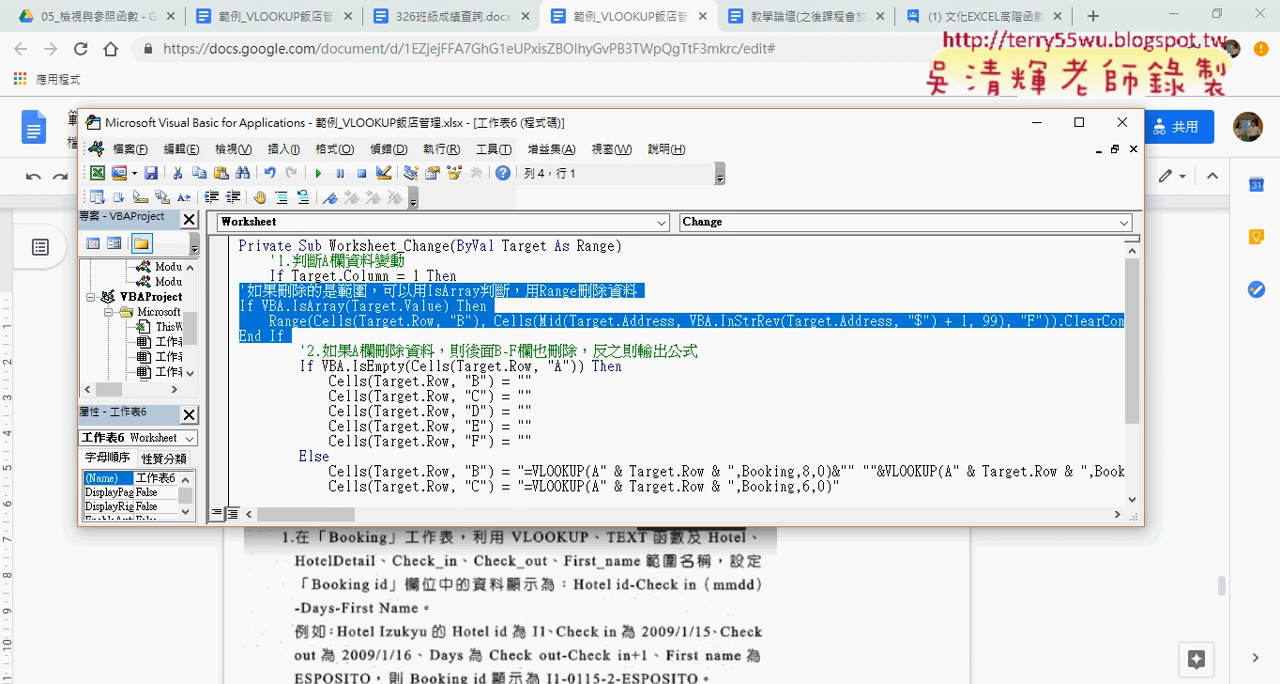 05_檢視與參照函數 - G
範例_VLOOKUP飯店管
326班級成績查詢.docx
範例_VLOOKUP飯店管
教學論壇(之後課程會放
(1) 文化EXCEL高階函數
https://docs.google.com/document/d/1EZjejFFA7GhG1eUPxisZBOIhyGvPB3TWpQgTtF3mkrc/edit#
http://terry55wu.blogspot.tw
吳清輝老師錄製
應用程式
共用
Microsoft Visual Basic for Applications - 範例_VLOOKUP飯店管理.xlsx - [工作表6 (程式碼)]
檔案(F) 編輯(E) 檢視(V) 插入(I) 格式(O) 偵錯(D) 執行(R) 工具(T) 增益集(A) 視窗(W) 說明(H)
列 4，行 1
專案 - VBAProject
Worksheet
Change
Modu
Modu
VBAProject
Microsoft
ThisW
工作
工作
工作
屬性 - 工作表6
工作表6 Worksheet
字母順序 性質分類
(Name) 工作表6
DisplayPag False
DisplayRig False
Private Sub Worksheet_Change(ByVal Target As Range)
'1.判斷A欄資料變動
If Target.Column = 1 Then
'如果刪除的是範圍，可以用IsArray判斷，用Range刪除資料
If VBA.IsArray(Target.Value) Then
Range(Cells(Target.Row, "B"), Cells(Mid(Target.Address, VBA.InStrRev(Target.Address, "$") + 1, 99), "F")).ClearCon
End If
'2.如果A欄刪除資料，則後面B-F欄也刪除，反之則輸出公式
If VBA.IsEmpty(Cells(Target.Row, "A")) Then
Cells(Target.Row, "B") = ""
Cells(Target.Row, "C") = ""
Cells(Target.Row, "D") = ""
Cells(Target.Row, "E") = ""
Cells(Target.Row, "F") = ""
Else
Cells(Target.Row, "B") = "=VLOOKUP(A" & Target.Row & ",Booking,8,0)&"" ""&VLOOKUP(A" & Target.Row & ",Book
Cells(Target.Row, "C") = "=VLOOKUP(A" & Target.Row & ",Booking,6,0)"
1.在「Booking」工作表，利用 VLOOKUP、TEXT 函數及 Hotel、
HotelDetail、Check_in、Check_out、First_name 範圍名稱，設定
「Booking id」欄位中的資料顯示為：Hotel id-Check in（mmdd）
-Days-First Name。
例如：Hotel Izukyu 的 Hotel id 為 I1、Check in 為 2009/1/15、Check
out 為 2009/1/16、Days 為 Check out-Check in+1、First name 為
ESPOSITO，則 Booking id 顯示為 I1-0115-2-ESPOSITO。